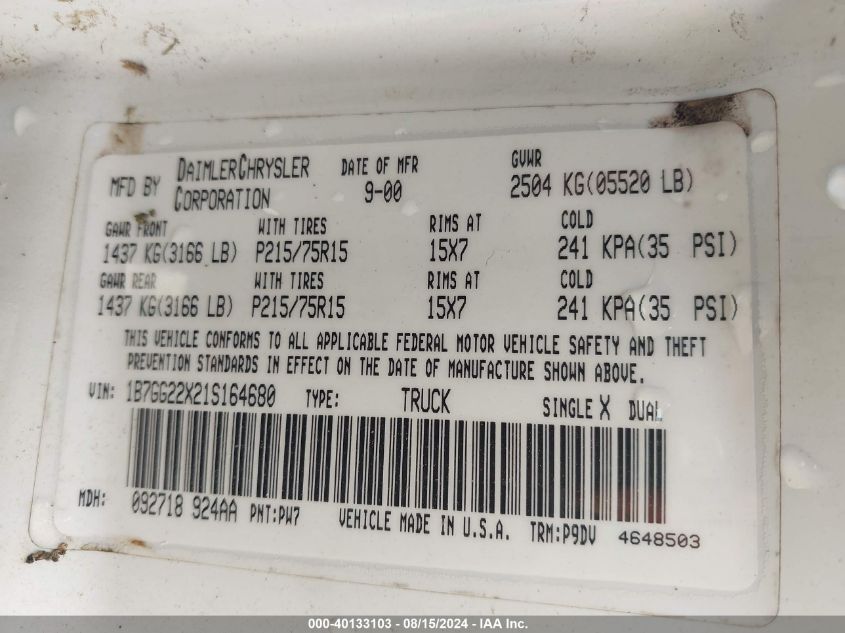 MFD BY DAIMLERCHRYSLER CORPORATION DATE OF MFR 9-00 GVWR 2504 KG(05520 LB)
GAWR FRONT WITH TIRES RIMS AT COLD
1437 KG(3166 LB) P215/75R15 15X7 241 KPA(35 PSI)
GAWR REAR WITH TIRES RIMS AT COLD
1437 KG(3166 LB) P215/75R15 15X7 241 KPA(35 PSI)
THIS VEHICLE CONFORMS TO ALL APPLICABLE FEDERAL MOTOR VEHICLE SAFETY AND THEFT
PREVENTION STANDARDS IN EFFECT ON THE DATE OF MANUFACTURE SHOWN ABOVE.
VIN: 1B7GG22X21S164680 TYPE: TRUCK SINGLE X DUAL
MDH: 092718 924AA PNT:PW7 VEHICLE MADE IN U.S.A. TRM:P9DV 4648503
000-40133103 - 08/15/2024 - IAA, Inc.